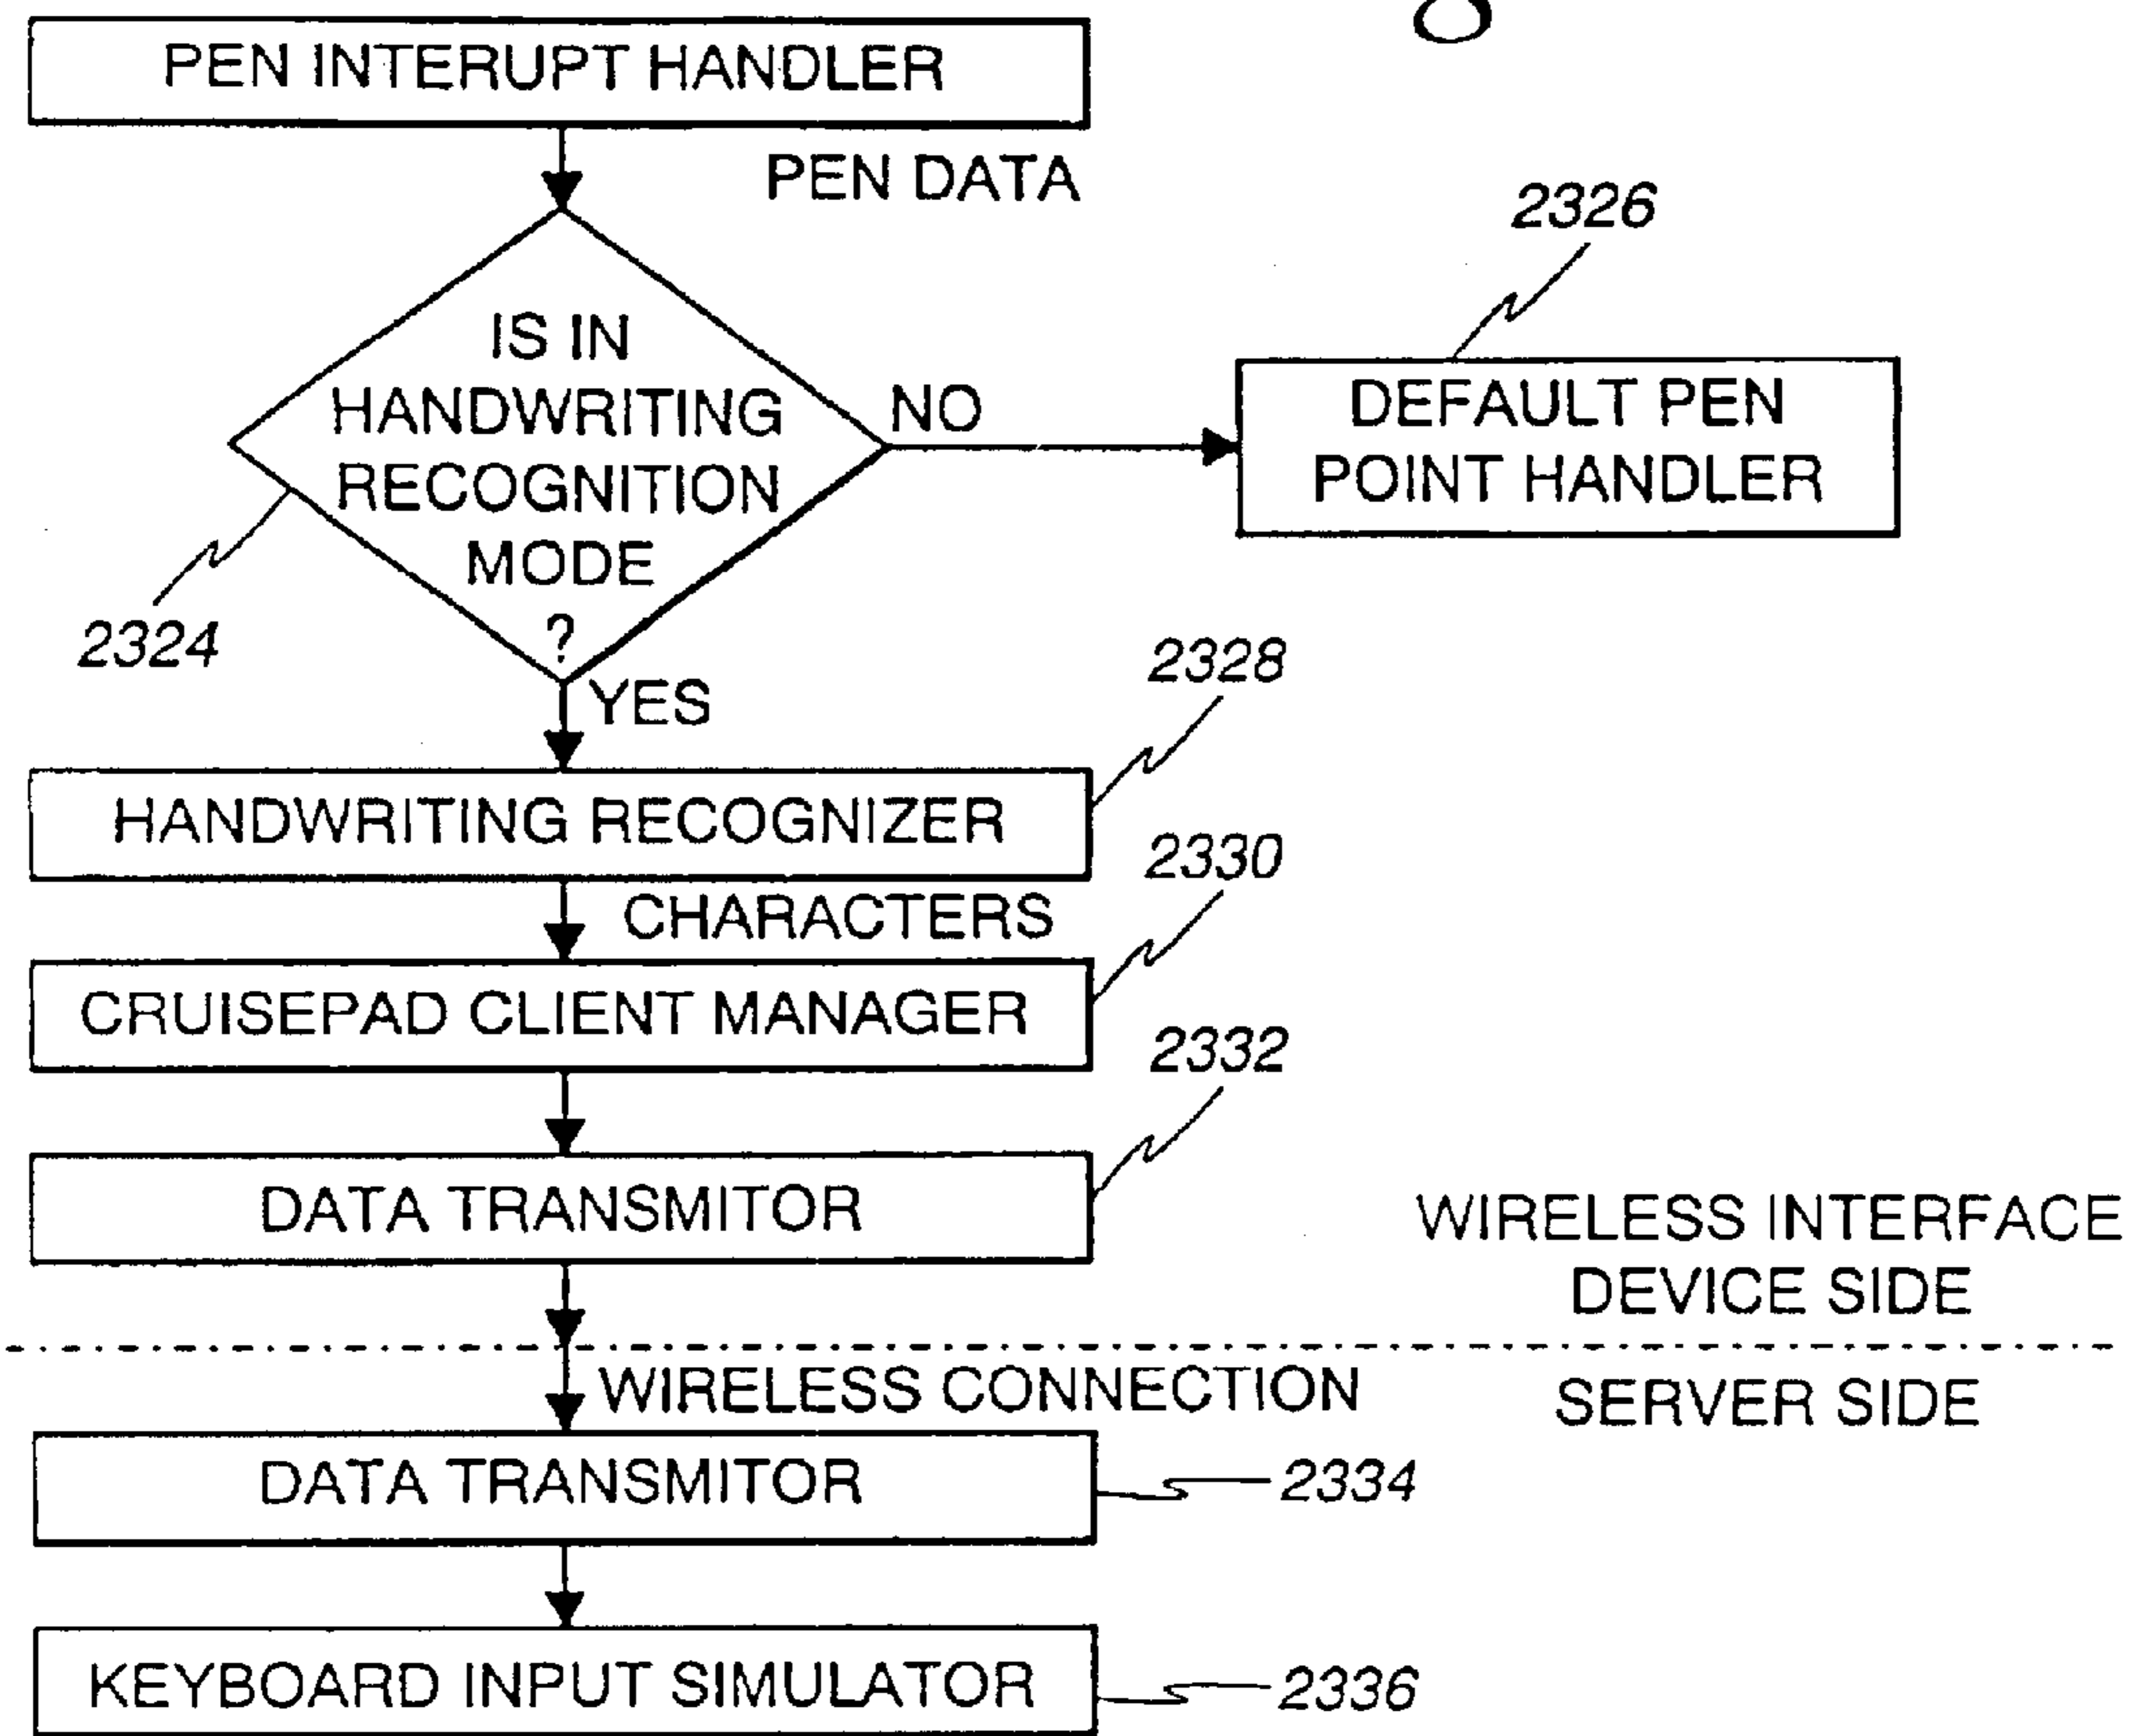 PEN INTERUPT HANDLER
PEN DATA
2326
IS IN
HANDWRITING
RECOGNITION
MODE
?
NO
DEFAULT PEN
POINT HANDLER
2324
YES
2328
HANDWRITING RECOGNIZER
2330
CHARACTERS
CRUISEPAD CLIENT MANAGER
2332
DATA TRANSMITOR
WIRELESS INTERFACE
DEVICE SIDE
WIRELESS CONNECTION
SERVER SIDE
DATA TRANSMITOR
2334
KEYBOARD INPUT SIMULATOR
2336